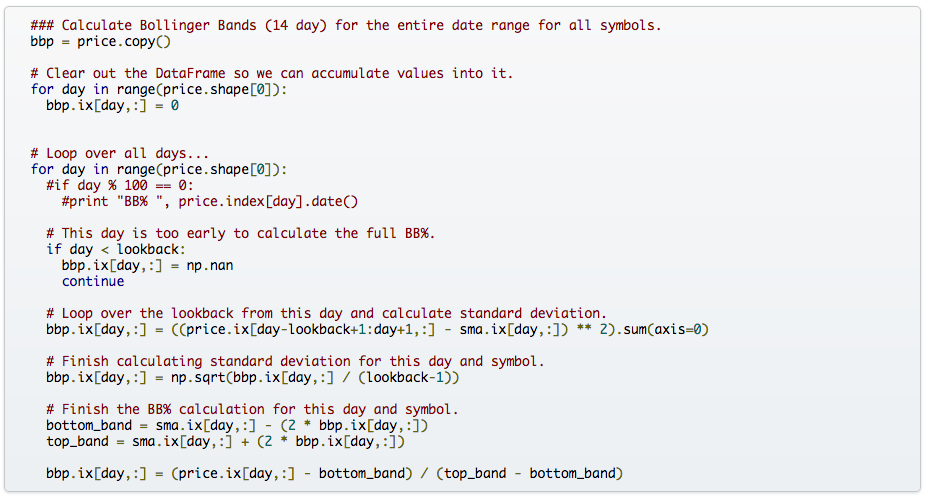 ### Calculate Bollinger Bands (14 day) for the entire date range for all symbols.
bbp = price.copy()
# Clear out the DataFrame so we can accumulate values into it.
for day in range(price.shape[0]):
  bbp.ix[day,:] = 0
# Loop over all days...
for day in range(price.shape[0]):
  #if day % 100 == 0:
    #print "BB% ", price.index[day].date()
  # This day is too early to calculate the full BB%.
  if day < lookback:
    bbp.ix[day,:] = np.nan
    continue
  # Loop over the lookback from this day and calculate standard deviation.
  bbp.ix[day,:] = ((price.ix[day-lookback+1:day+1,:] - sma.ix[day,:]) ** 2).sum(axis=0)
  # Finish calculating standard deviation for this day and symbol.
  bbp.ix[day,:] = np.sqrt(bbp.ix[day,:] / (lookback-1))
  # Finish the BB% calculation for this day and symbol.
  bottom_band = sma.ix[day,:] - (2 * bbp.ix[day,:])
  top_band = sma.ix[day,:] + (2 * bbp.ix[day,:])
  bbp.ix[day,:] = (price.ix[day,:] - bottom_band) / (top_band - bottom_band)